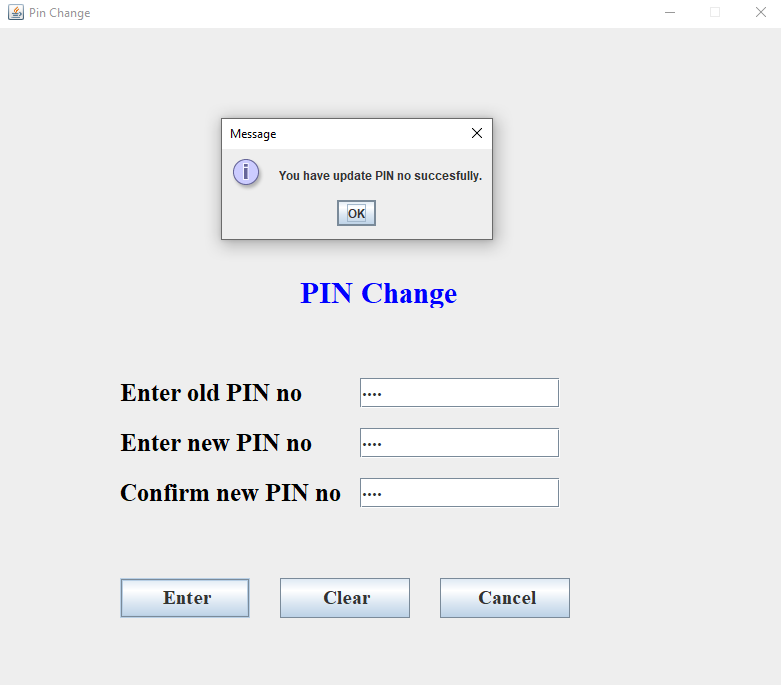 Pin Change
Message
You have update PIN no succesfully.
OK
PIN Change
Enter old PIN no
••••
Enter new PIN no
••••
Confirm new PIN no
••••
Enter
Clear
Cancel